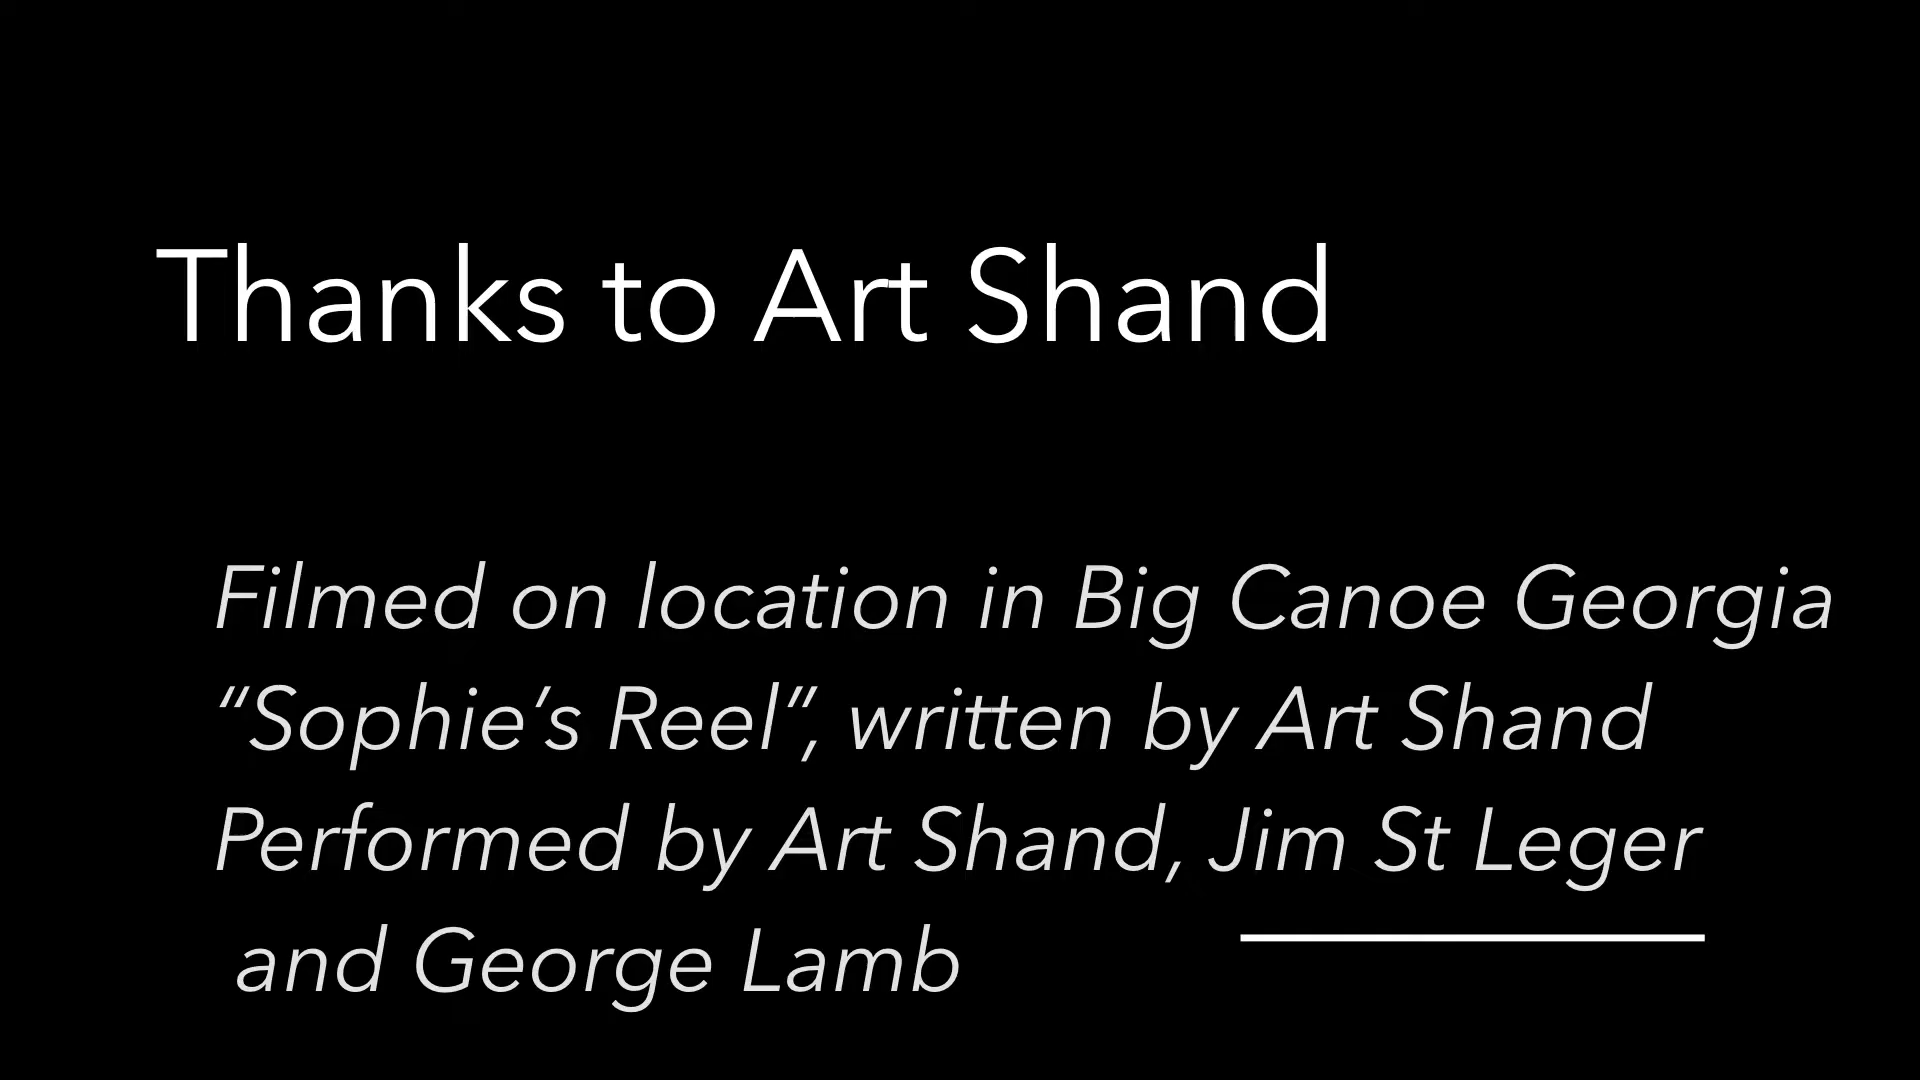 Thanks to Art Shand
Filmed on location in Big Canoe Georgia
“Sophie’s Reel”, written by Art Shand
Performed by Art Shand, Jim St Leger
and George Lamb